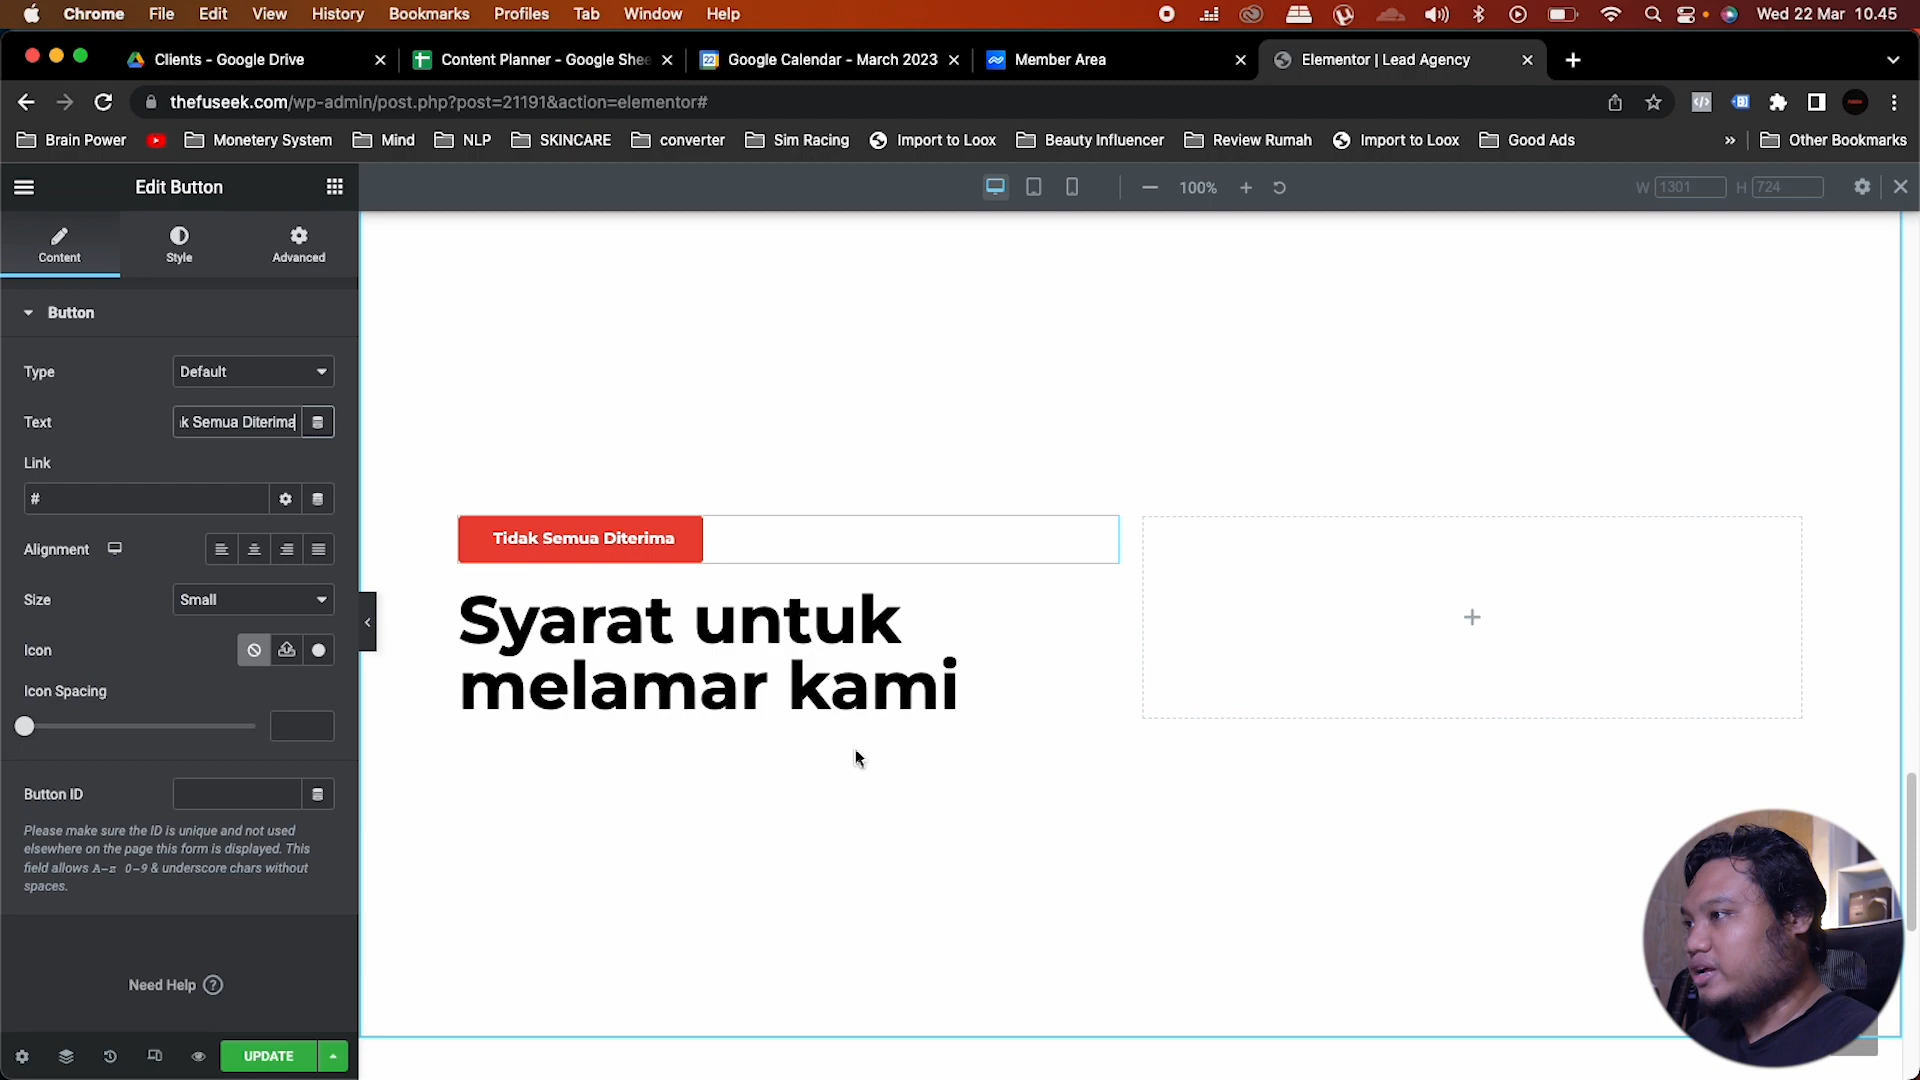 Chrome File Edit View History Bookmarks Profiles Tab Window Help Wed 22 Mar 10.45
Clients - Google Drive Content Planner - Google Shee Google Calendar - March 2023 Member Area Elementor | Lead Agency
thefuseek.com/wp-admin/post.php?post=21191&action=elementor#
Brain Power Monetery System Mind NLP SKINCARE converter Sim Racing Import to Loox Beauty Influencer Review Rumah Import to Loox Good Ads » Other Bookmarks
Edit Button 100% W 1301 H 724
Content Style Advanced
Button
Type Default
Text k Semua Diterima
Link
#
Alignment
Size Small
Icon
Icon Spacing
Button ID
Please make sure the ID is unique and not used
elsewhere on the page this form is displayed. This
field allows A-z 0-9 & underscore chars without
spaces.
Need Help ?
UPDATE
Tidak Semua Diterima
Syarat untuk
melamar kami